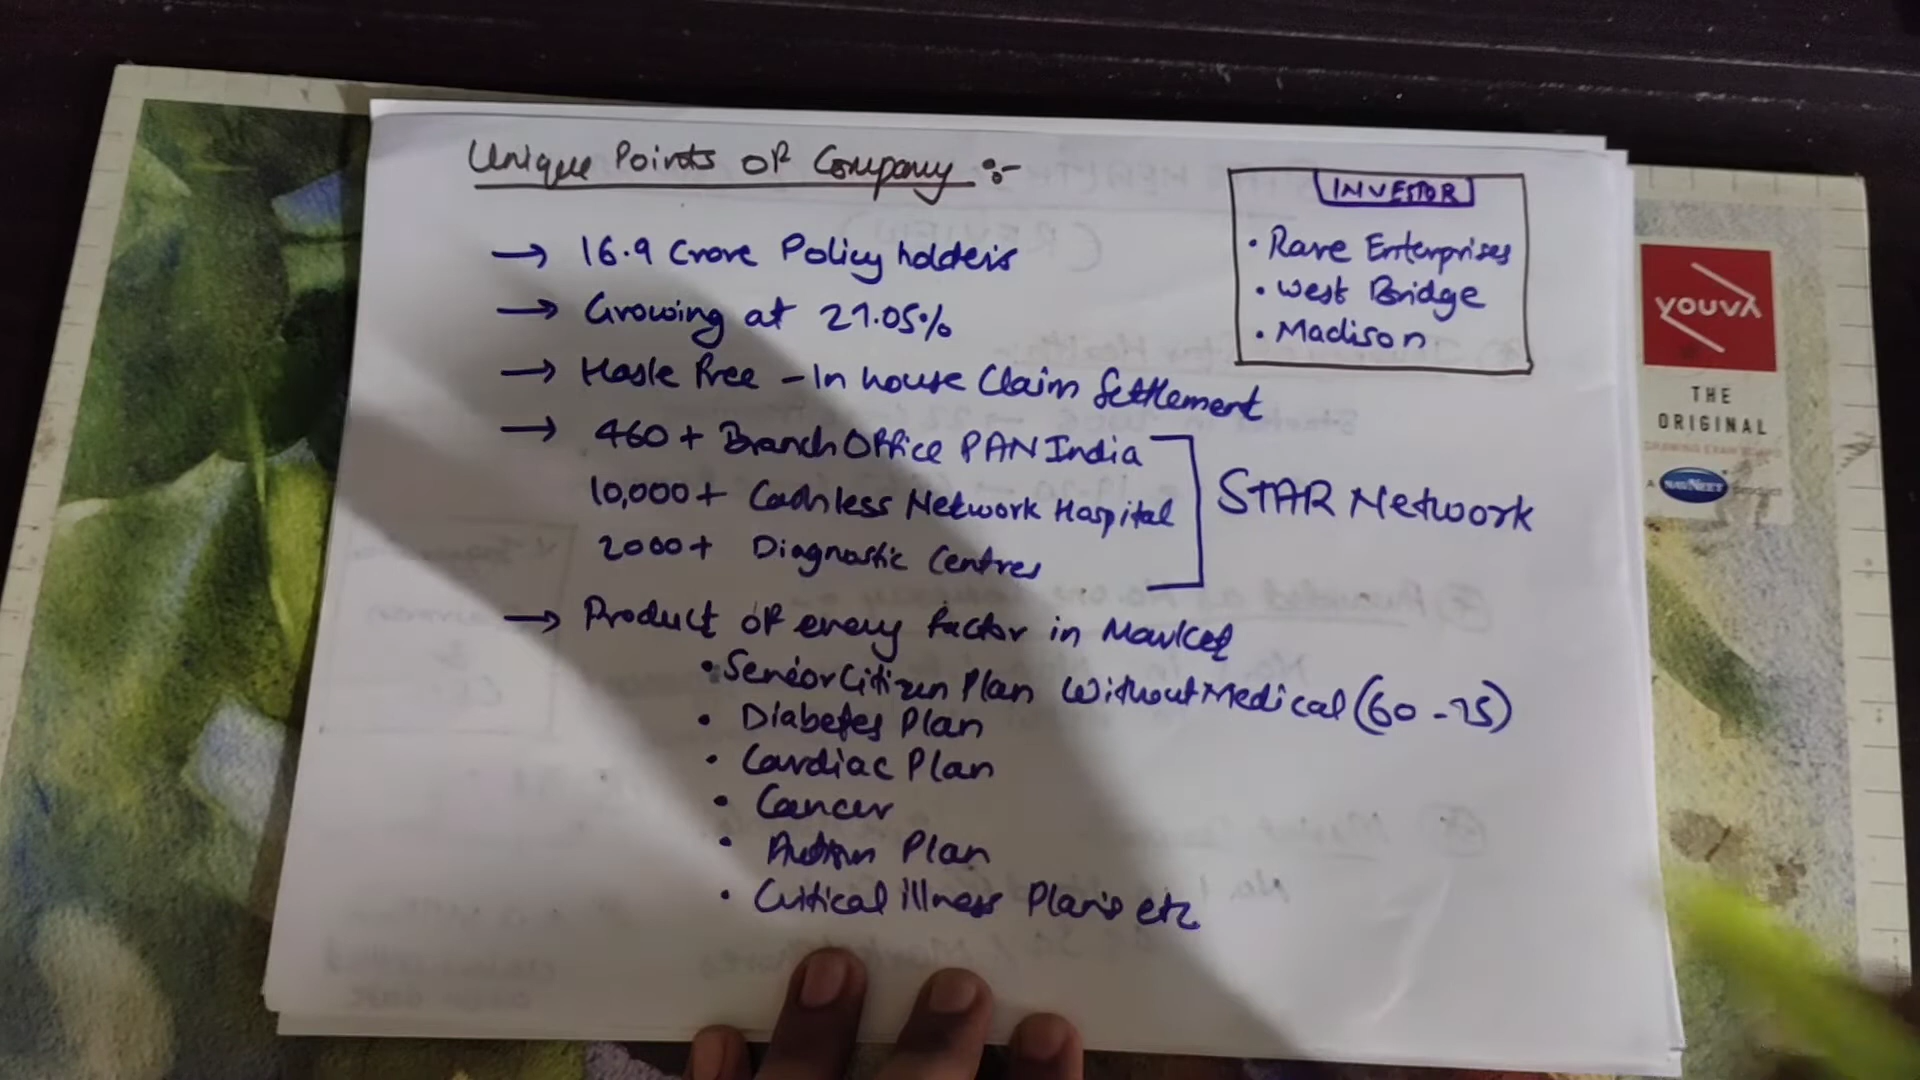 Unique Points of Company :-
→ 16.9 Crore Policy holders
→ Growing at 27.05%
→ Hasle free - In house Claim Settlement
→ 460 + Branch Office PAN India
10,000 + Cashless Network Hospital
2000+ Diagnostic Centres
STAR Network
→ Product of every factor in Market
• Senior Citizen Plan Without Medical (60 - 75)
• Diabetes Plan
• Cardiac Plan
• Cancer
• Autism Plan
• Critical illness Plan's etc
INVESTOR
• Rare Enterprises
• West Bridge
• Madison
YOUVA
THE
ORIGINAL
NAVNEET